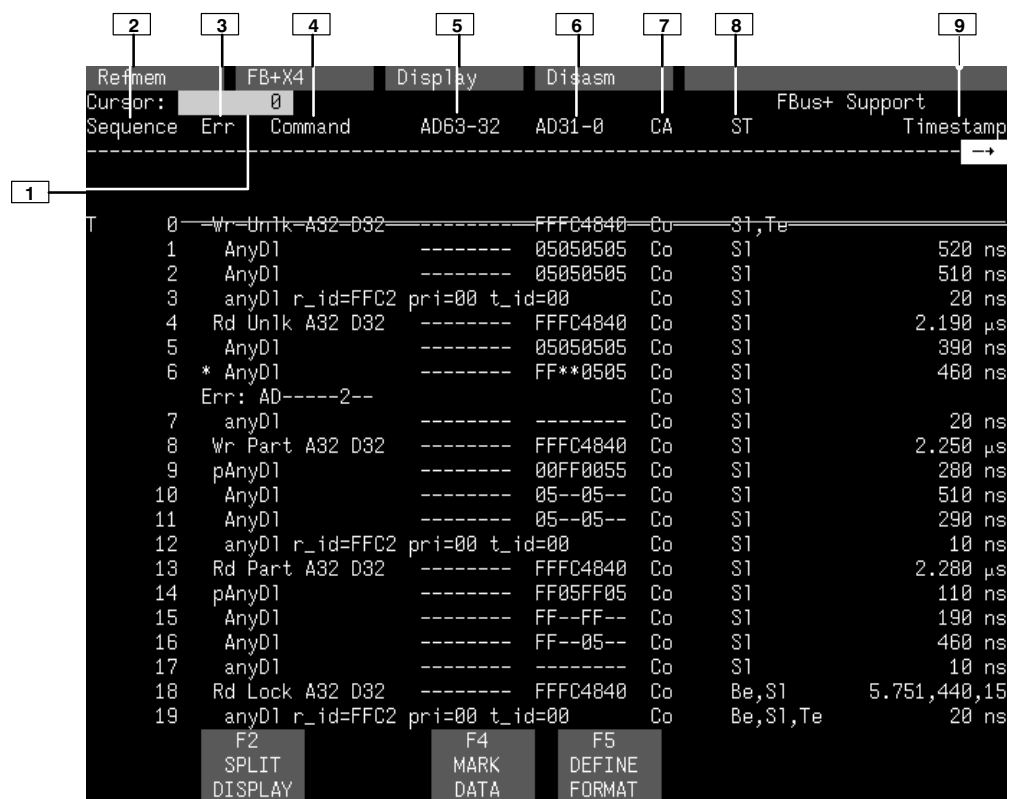 2 3 4 5 6 7 8 9
Refmem FB+X4 Display Disasm
Cursor: 0 FBus+ Support
Sequence Err Command AD63-32 AD31-0 CA ST Timestamp
1
T 0 Wr Unlk A32 D32 -------- FFFC4840 Co Sl,Te
1 AnyDl -------- 05050505 Co Sl 520 ns
2 AnyDl -------- 05050505 Co Sl 510 ns
3 anyDl r_id=FFC2 pri=00 t_id=00 Co Sl 20 ns
4 Rd Unlk A32 D32 -------- FFFC4840 Co Sl 2.190 µs
5 AnyDl -------- 05050505 Co Sl 390 ns
6 * AnyDl -------- FF**0505 Co Sl 460 ns
Err: AD-----2-- Co Sl
7 anyDl -------- -------- Co Sl 20 ns
8 Wr Part A32 D32 -------- FFFC4840 Co Sl 2.250 µs
9 pAnyDl -------- 00FF0055 Co Sl 280 ns
10 AnyDl -------- 05--05-- Co Sl 510 ns
11 AnyDl -------- 05--05-- Co Sl 290 ns
12 anyDl r_id=FFC2 pri=00 t_id=00 Co Sl 10 ns
13 Rd Part A32 D32 -------- FFFC4840 Co Sl 2.280 µs
14 pAnyDl -------- FF05FF05 Co Sl 110 ns
15 AnyDl -------- FF--FF-- Co Sl 190 ns
16 AnyDl -------- FF--05-- Co Sl 460 ns
17 anyDl -------- -------- Co Sl 10 ns
18 Rd Lock A32 D32 -------- FFFC4840 Co Be,Sl 5.751,440,15
19 anyDl r_id=FFC2 pri=00 t_id=00 Co Be,Sl,Te 20 ns
F2 F4 F5
SPLIT MARK DEFINE
DISPLAY DATA FORMAT